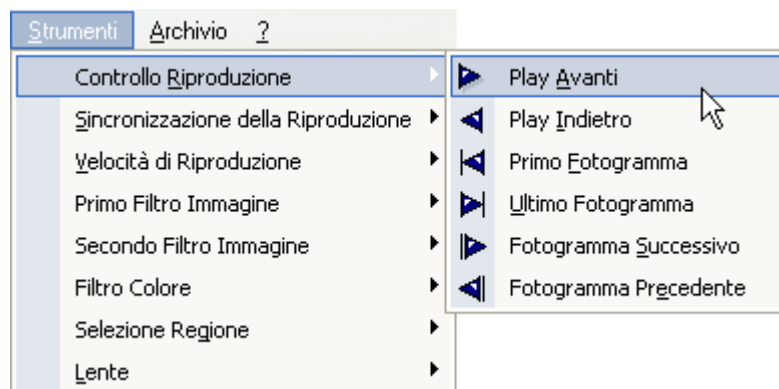 Strumenti Archivio ?
Controllo Riproduzione
Sincronizzazione della Riproduzione
Velocità di Riproduzione
Primo Filtro Immagine
Secondo Filtro Immagine
Filtro Colore
Selezione Regione
Lente
Play Avanti
Play Indietro
Primo Fotogramma
Ultimo Fotogramma
Fotogramma Successivo
Fotogramma Precedente